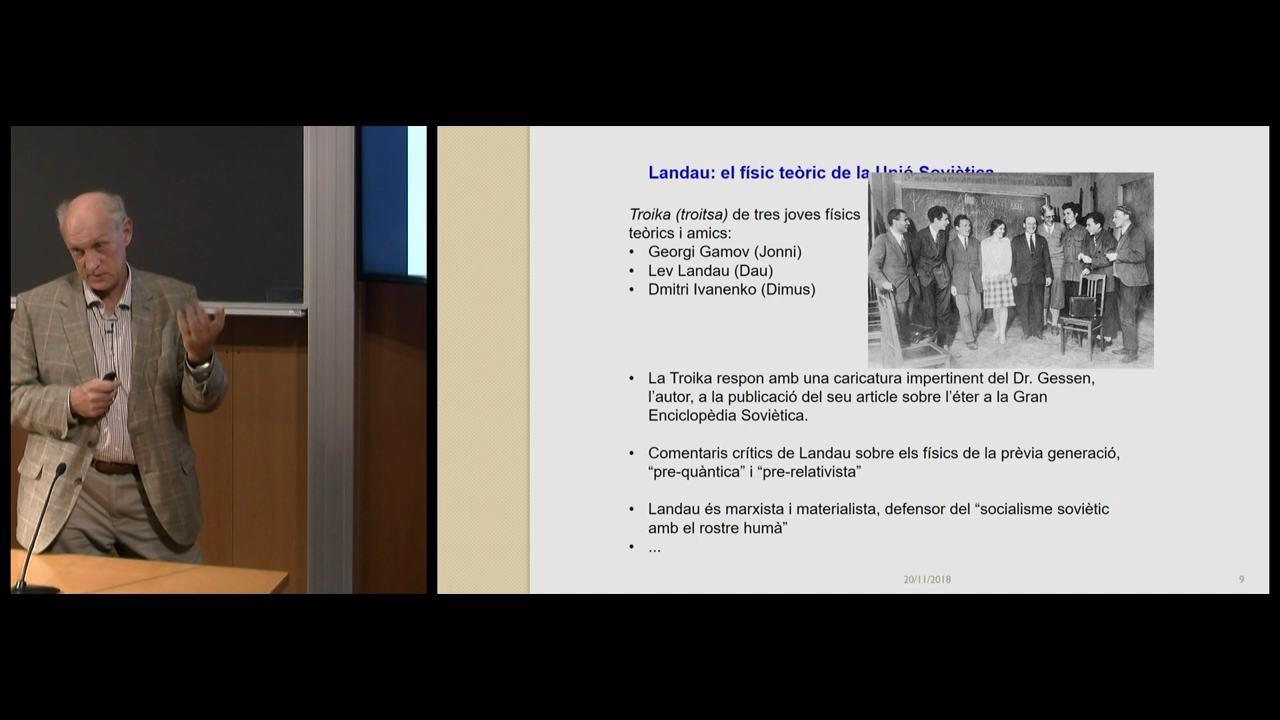 Landau: el físic teòric de la Unió Soviètica
Troika (troitsa) de tres joves físics
teòrics i amics:
• Georgi Gamov (Jonni)
• Lev Landau (Dau)
• Dmitri Ivanenko (Dimus)
• La Troika respon amb una caricatura impertinent del Dr. Gessen,
l’autor, a la publicació del seu article sobre l’éter a la Gran
Enciclopèdia Soviètica.
• Comentaris crítics de Landau sobre els físics de la prèvia generació,
“pre-quàntica” i “pre-relativista”
• Landau és marxista i materialista, defensor del “socialisme soviètic
amb el rostre humà”
• ...
20/11/2018
9